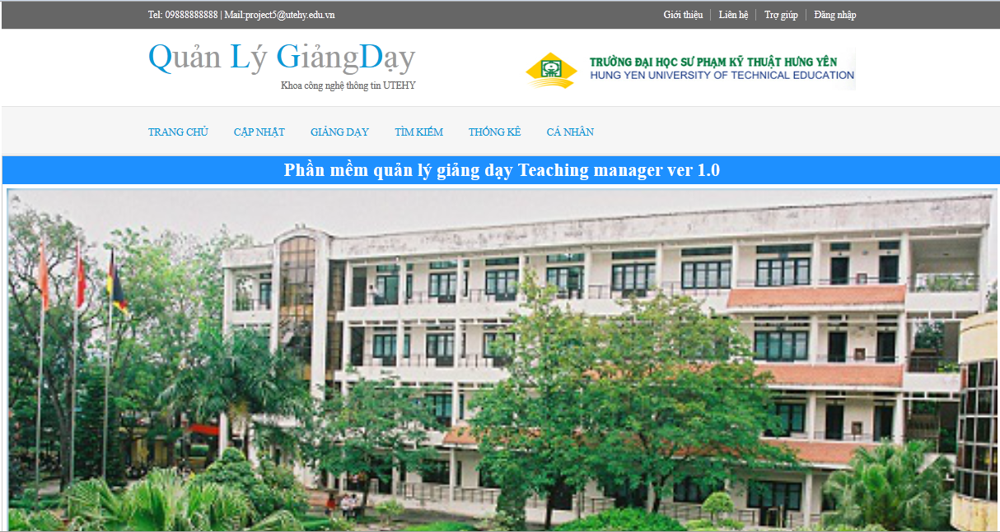 Tel: 09888888888 | Mail:project5@utehy.edu.vn
Giới thiệu | Liên hệ | Trợ giúp | Đăng nhập
Quản Lý GiảngDạy
Khoa công nghệ thông tin UTEHY
TRƯỜNG ĐẠI HỌC SƯ PHẠM KỸ THUẬT HƯNG YÊN
HUNG YEN UNIVERSITY OF TECHNICAL EDUCATION
TRANG CHỦ CẬP NHẬT GIẢNG DẠY TÌM KIẾM THỐNG KÊ CÁ NHÂN
Phần mềm quản lý giảng dạy Teaching manager ver 1.0